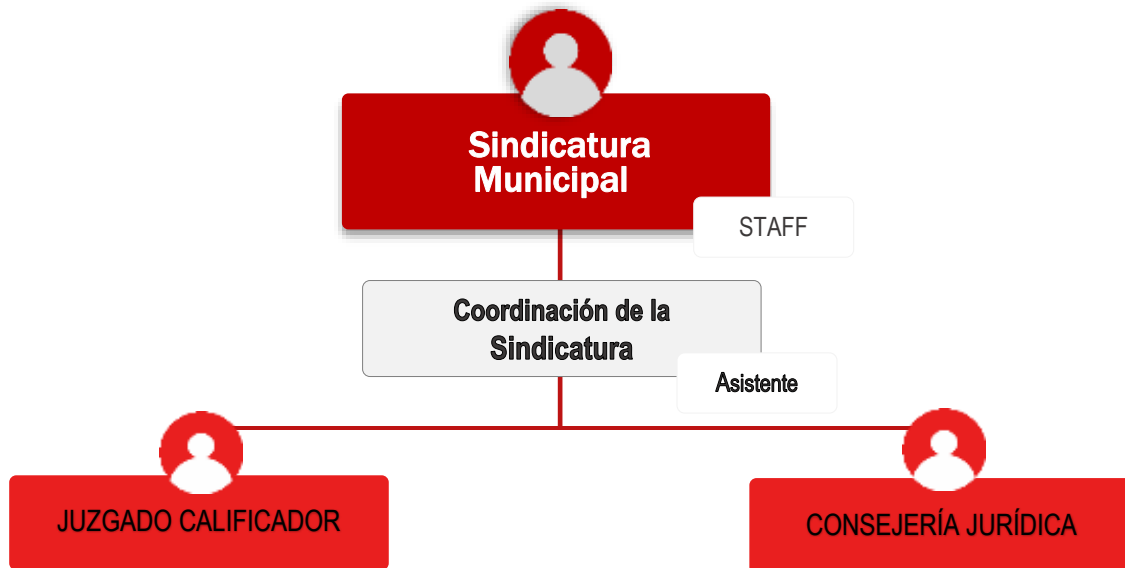 Sindicatura
Municipal
STAFF
Coordinación de la
Sindicatura
Asistente
JUZGADO CALIFICADOR
CONSEJERÍA JURÍDICA